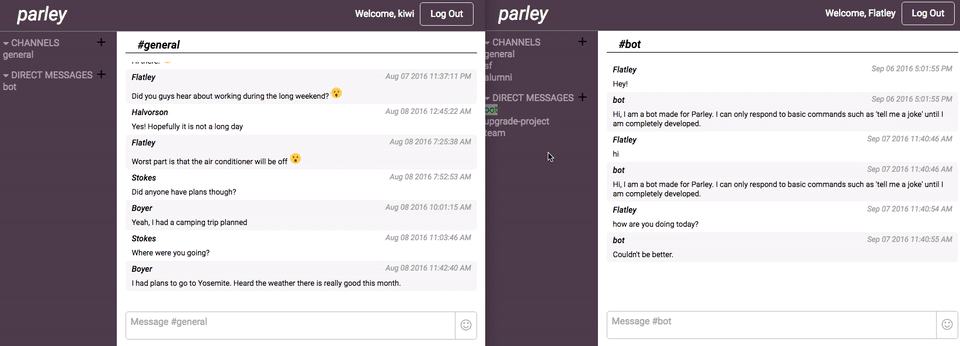 parley
Welcome, kiwi
Log Out
CHANNELS +
general
DIRECT MESSAGES +
bot
#general
Flatley Aug 07 2016 11:37:11 PM
Did you guys hear about working during the long weekend? 😮
Halvorson Aug 08 2016 12:45:22 AM
Yes! Hopefully it is not a long day
Flatley Aug 08 2016 7:25:38 AM
Worst part is that the air conditioner will be off 😮
Stokes Aug 08 2016 7:52:53 AM
Did anyone have plans though?
Boyer Aug 08 2016 10:01:15 AM
Yeah, I had a camping trip planned
Stokes Aug 08 2016 11:03:46 AM
Where were you going?
Boyer Aug 08 2016 11:42:40 AM
I had plans to go to Yosemite. Heard the weather there is really good this month.
Message #general
parley
Welcome, Flatley
Log Out
CHANNELS +
general
sf
alumni
DIRECT MESSAGES +
bot
upgrade-project
team
#bot
Flatley Sep 06 2016 5:01:55 PM
Hey!
bot Sep 06 2016 5:01:55 PM
Hi, I am a bot made for Parley. I can only respond to basic commands such as 'tell me a joke' until I
am completely developed.
Flatley Sep 07 2016 11:40:46 AM
hi
bot Sep 07 2016 11:40:46 AM
Hi, I am a bot made for Parley. I can only respond to basic commands such as 'tell me a joke' until I
am completely developed.
Flatley Sep 07 2016 11:40:54 AM
how are you doing today?
bot Sep 07 2016 11:40:55 AM
Couldn't be better.
Message #bot